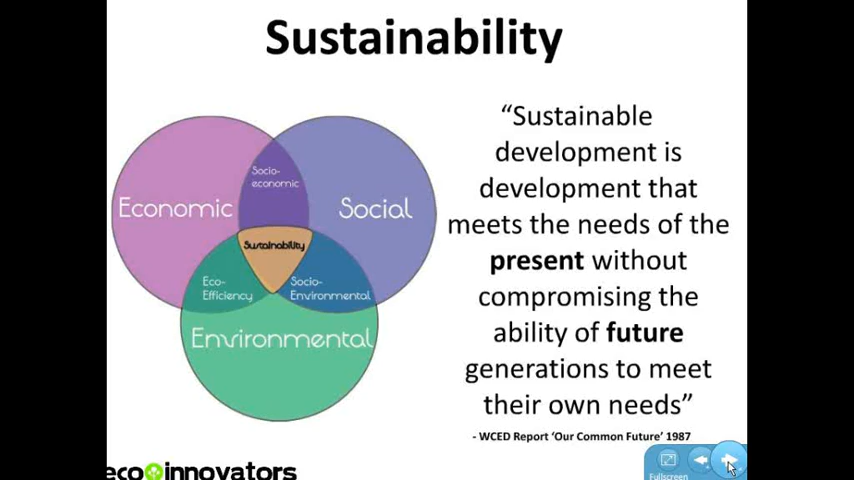 Sustainability
Economic
Socio-
economic
Social
Sustainability
Eco-
Efficiency
Socio-
Environmental
Environmental
“Sustainable
development is
development that
meets the needs of the
present without
compromising the
ability of future
generations to meet
their own needs”
- WCED Report ‘Our Common Future’ 1987
eco innovators
Fullscreen